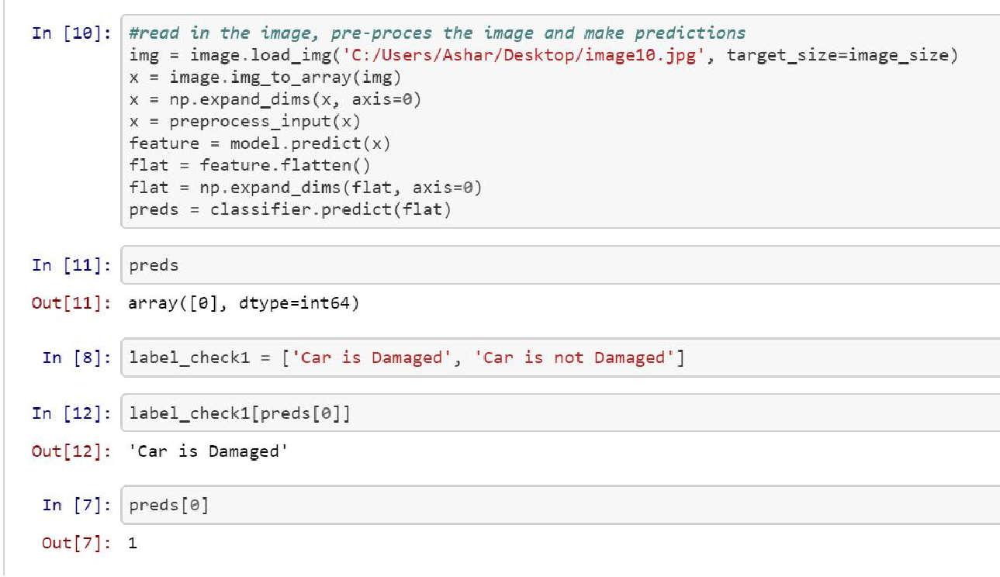 In [10]: #read in the image, pre-proces the image and make predictions
img = image.load_img('C:/Users/Ashar/Desktop/image10.jpg', target_size=image_size)
x = image.img_to_array(img)
x = np.expand_dims(x, axis=0)
x = preprocess_input(x)
feature = model.predict(x)
flat = feature.flatten()
flat = np.expand_dims(flat, axis=0)
preds = classifier.predict(flat)
In [11]: preds
Out[11]: array([0], dtype=int64)
In [8]: label_check1 = ['Car is Damaged', 'Car is not Damaged']
In [12]: label_check1[preds[0]]
Out[12]: 'Car is Damaged'
In [7]: preds[0]
Out[7]: 1